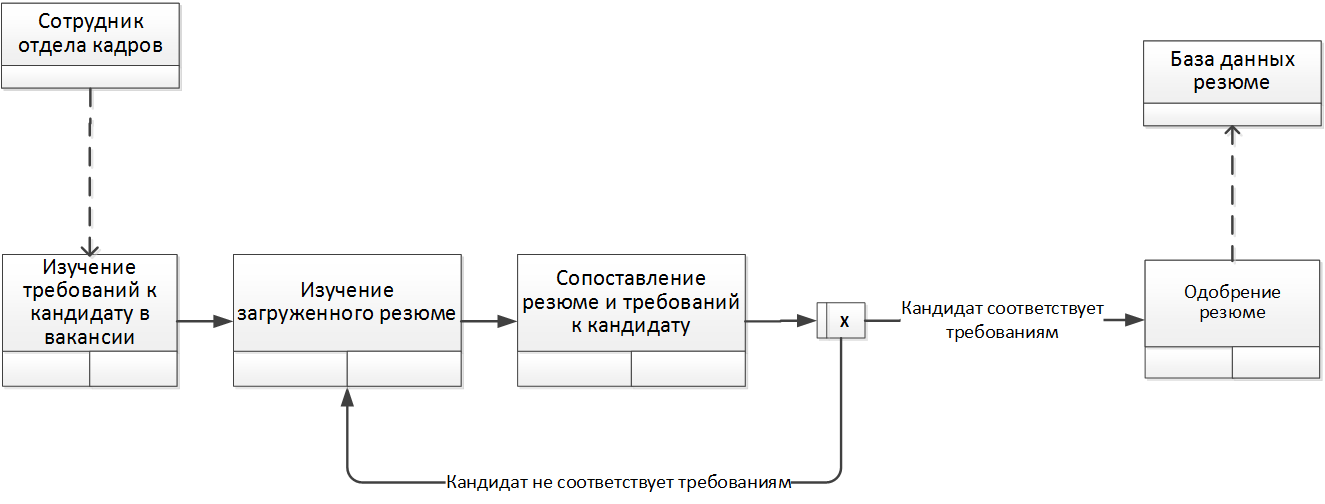 Сотрудник
отдела кадров
База данных
резюме
Изучение
требований к
кандидату в
вакансии
Изучение
загруженного резюме
Сопоставление
резюме и требований
к кандидату
X
Кандидат соответствует
требованиям
Одобрение
резюме
Кандидат не соответствует требованиям